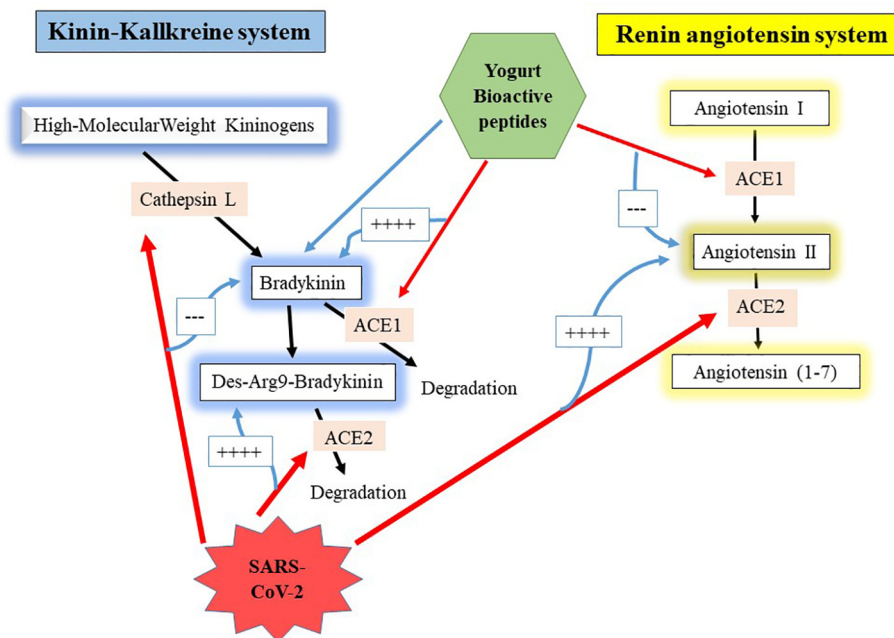 Kinin-Kallkreine system
Renin angiotensin system
Yogurt
Bioactive
peptides
High-MolecularWeight Kininogens
Angiotensin I
Cathepsin L
ACE1
++++
---
Bradykinin
Angiotensin II
---
ACE1
ACE2
++++
Des-Arg9-Bradykinin
Degradation
Angiotensin (1-7)
ACE2
++++
Degradation
SARS-
CoV-2